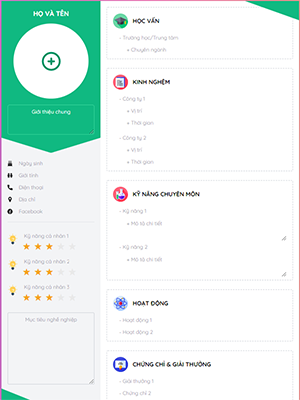 HỌ VÀ TÊN
Giới thiệu chung
Ngày sinh
Giới tính
Điện thoại
Địa chỉ
Facebook
Kỹ năng cá nhân 1
Kỹ năng cá nhân 2
Kỹ năng cá nhân 3
Mục tiêu nghề nghiệp
HỌC VẤN
- Trường học/Trung tâm
+ Chuyên ngành
KINH NGHIỆM
- Công ty 1
+ Vị trí
+ Thời gian
- Công ty 2
+ Vị trí
+ Thời gian
KỸ NĂNG CHUYÊN MÔN
- Kỹ năng 1
+ Mô tả chi tiết
- Kỹ năng 2
+ Mô tả chi tiết
HOẠT ĐỘNG
- Hoạt động 1
- Hoạt động 2
CHỨNG CHỈ & GIẢI THƯỞNG
- Giải thưởng 1
- Chứng chỉ 2